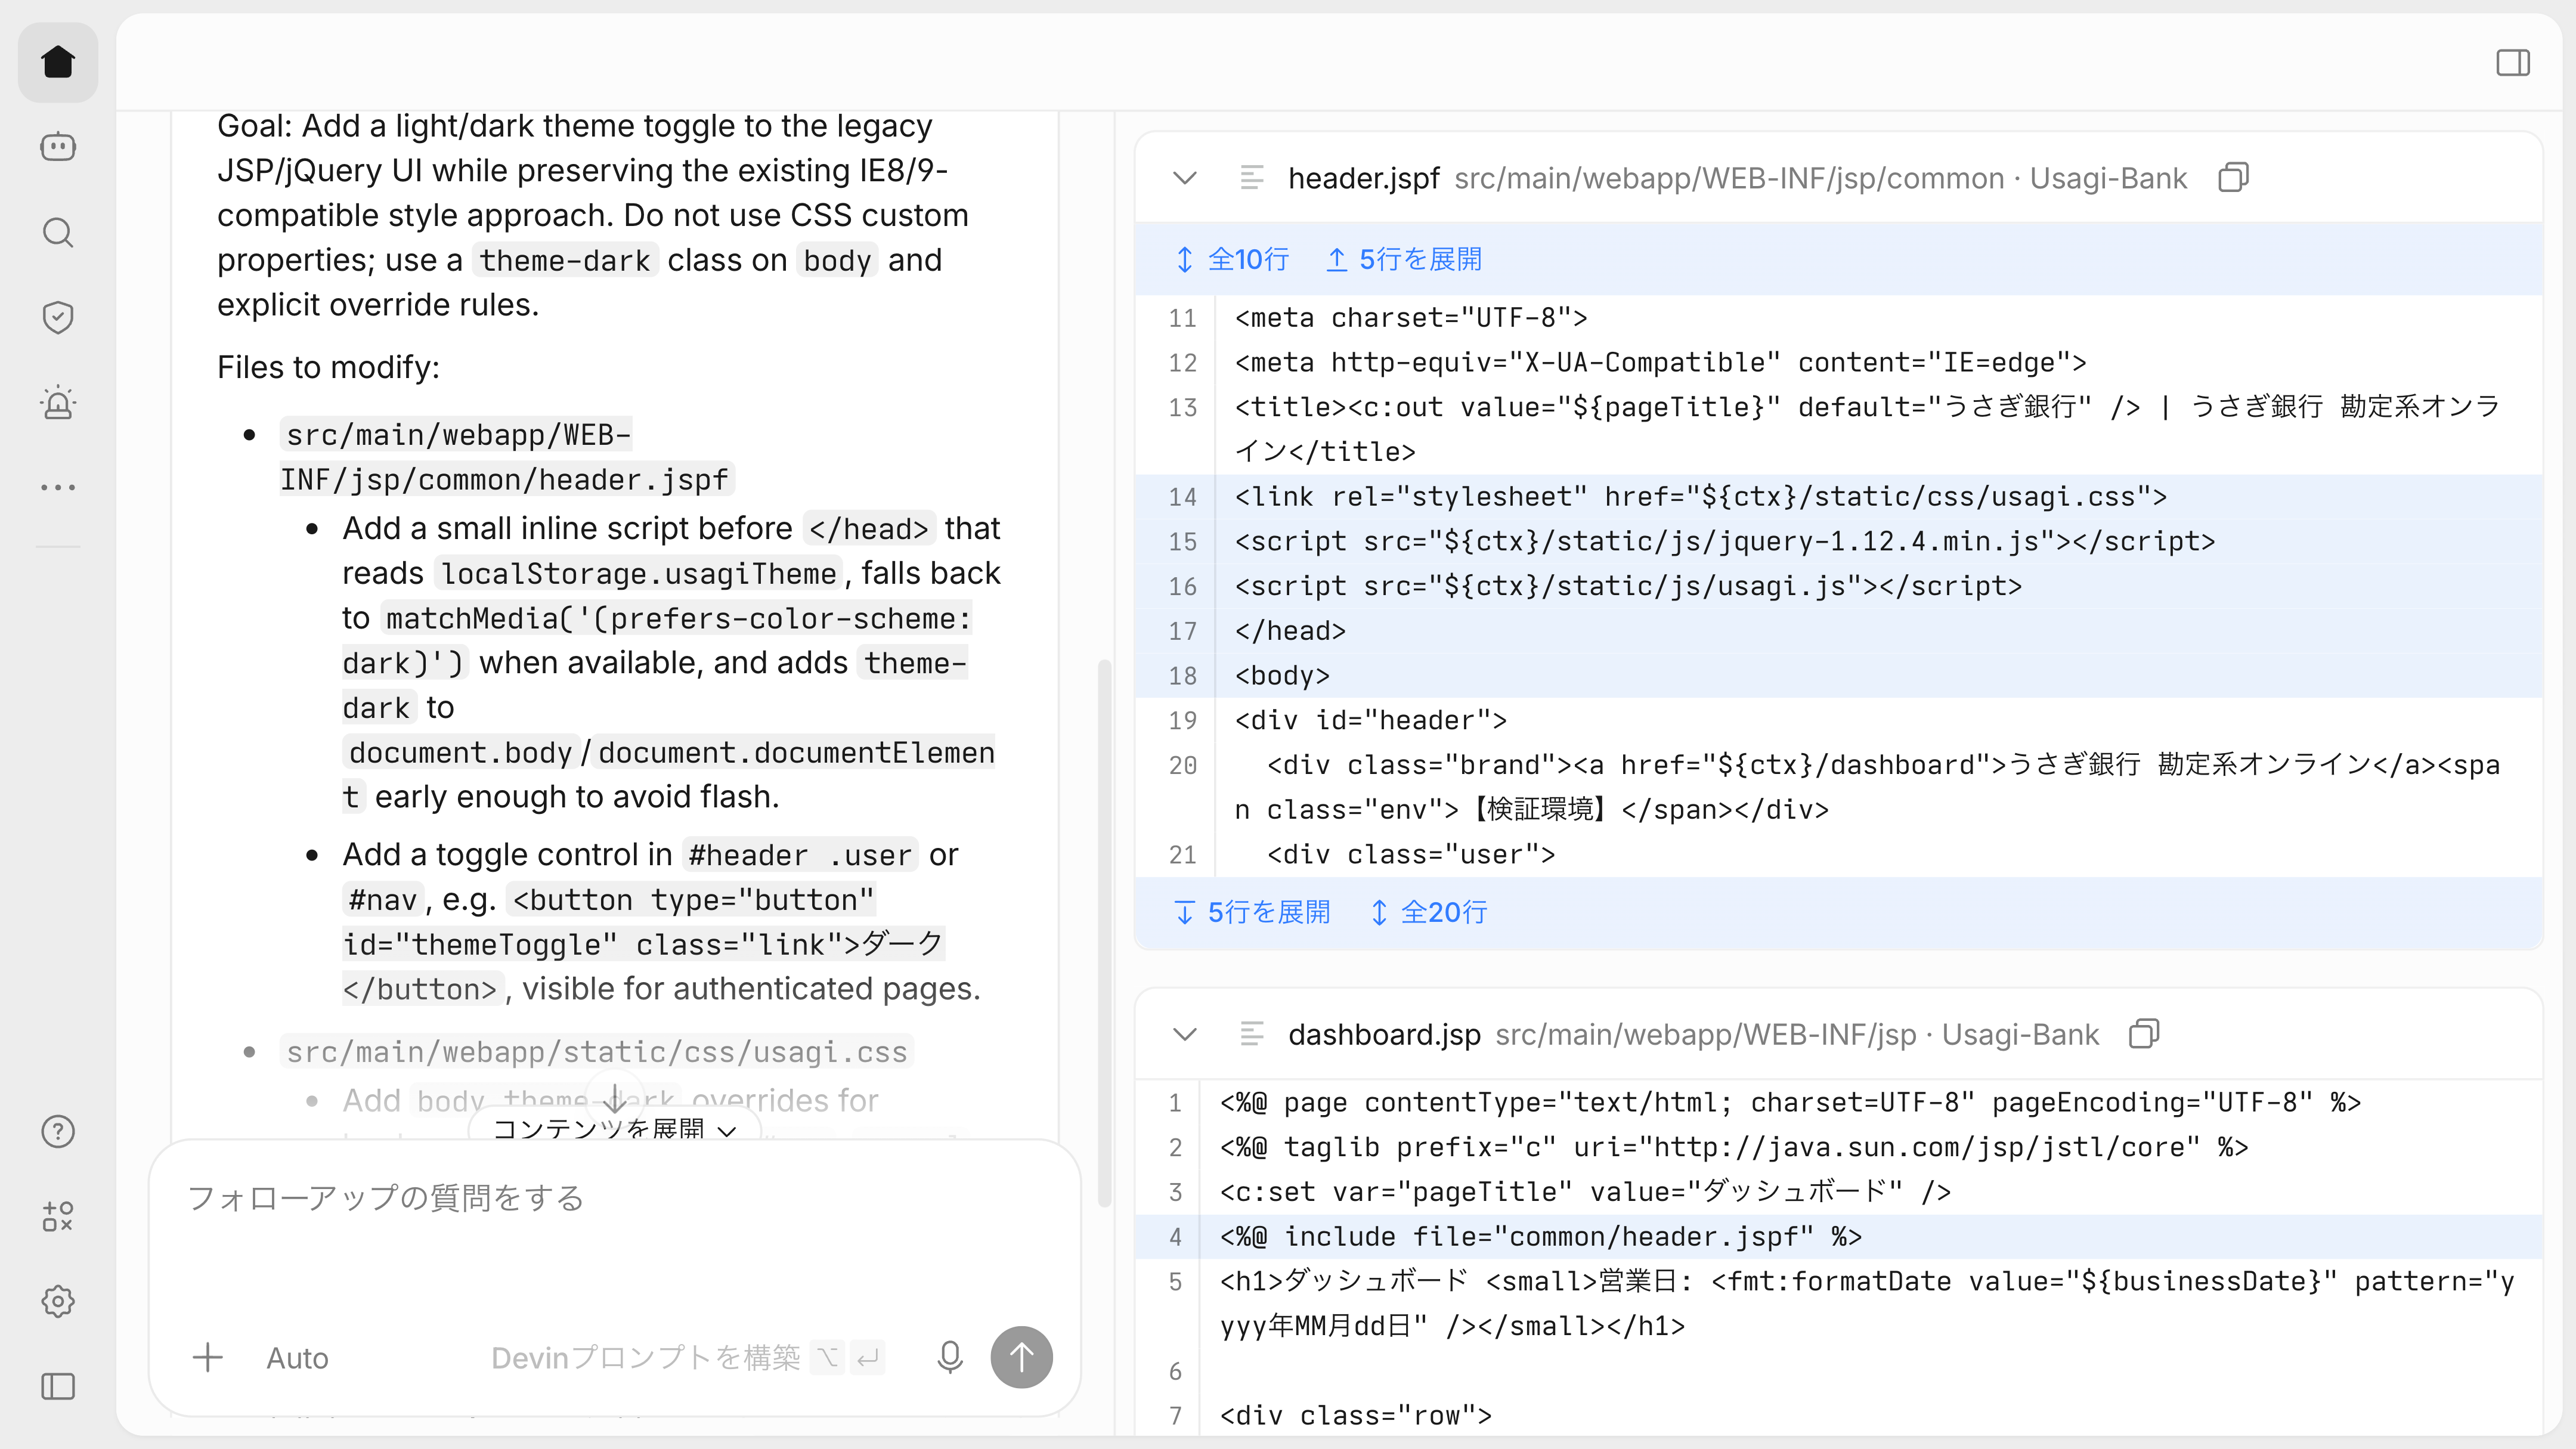 Goal: Add a light/dark theme toggle to the legacy
JSP/jQuery UI while preserving the existing IE8/9-
compatible style approach. Do not use CSS custom
properties; use a theme-dark class on body and
explicit override rules.
Files to modify:
src/main/webapp/WEB-
INF/jsp/common/header.jspf
Add a small inline script before </head> that
reads localStorage.usagiTheme, falls back
to matchMedia('(prefers-color-scheme:
dark)') when available, and adds theme-
dark to
document.body/document.documentElemen
t early enough to avoid flash.
Add a toggle control in #header .user or
#nav, e.g. <button type="button"
id="themeToggle" class="link">ダーク
</button>, visible for authenticated pages.
src/main/webapp/static/css/usagi.css
Add body.theme-dark overrides for
コンテンツを展開
フォローアップの質問をする
Auto
Devinプロンプトを構築 ⌥ ↵
header.jspf src/main/webapp/WEB-INF/jsp/common · Usagi-Bank
全10行 5行を展開
11 <meta charset="UTF-8">
12 <meta http-equiv="X-UA-Compatible" content="IE=edge">
13 <title><c:out value="${pageTitle}" default="うさぎ銀行" /> | うさぎ銀行 勘定系オンラ
イン</title>
14 <link rel="stylesheet" href="${ctx}/static/css/usagi.css">
15 <script src="${ctx}/static/js/jquery-1.12.4.min.js"></script>
16 <script src="${ctx}/static/js/usagi.js"></script>
17 </head>
18 <body>
19 <div id="header">
20 <div class="brand"><a href="${ctx}/dashboard">うさぎ銀行 勘定系オンライン</a><spa
n class="env">【検証環境】</span></div>
21 <div class="user">
5行を展開 全20行
dashboard.jsp src/main/webapp/WEB-INF/jsp · Usagi-Bank
1 <%@ page contentType="text/html; charset=UTF-8" pageEncoding="UTF-8" %>
2 <%@ taglib prefix="c" uri="http://java.sun.com/jsp/jstl/core" %>
3 <c:set var="pageTitle" value="ダッシュボード" />
4 <%@ include file="common/header.jspf" %>
5 <h1>ダッシュボード <small>営業日: <fmt:formatDate value="${businessDate}" pattern="y
yyy年MM月dd日" /></small></h1>
6
7 <div class="row">